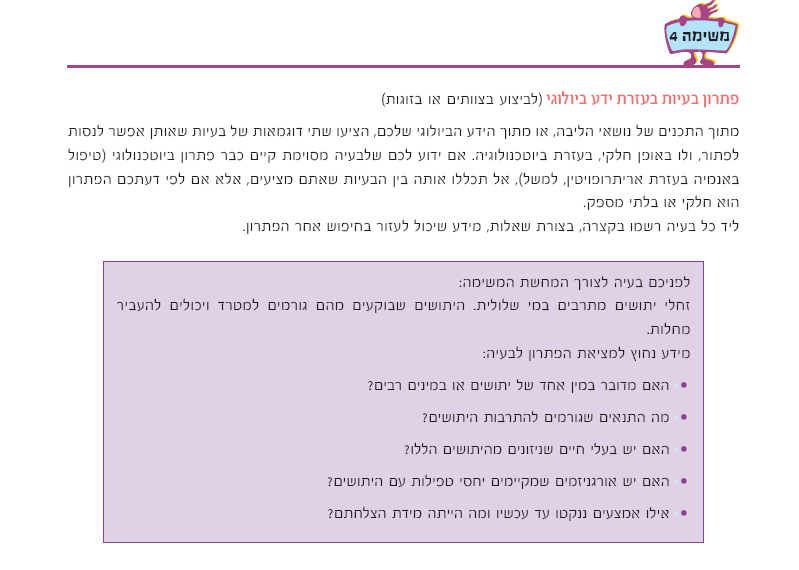 משימה 4
פתרון בעיות בעזרת ידע ביולוגי (לביצוע בצוותים או בזוגות)
מתוך התכנים של נושאי הליבה, או מתוך הידע הביולוגי שלכם, הציעו שתי דוגמאות של בעיות שאותן אפשר לנסות
לפתור, ולו באופן חלקי, בעזרת ביוטכנולוגיה. אם ידוע לכם שלבעיה מסוימת קיים כבר פתרון ביוטכנולוגי (טיפול
באנמיה בעזרת אריתרופויטין, למשל), אל תכללו אותה בין הבעיות שאתם מציעים, אלא אם לפי דעתכם הפתרון
הוא חלקי או בלתי מספק.
ליד כל בעיה רשמו בקצרה, בצורת שאלות, מידע שיכול לעזור בחיפוש אחר הפתרון.
לפניכם בעיה לצורך המחשת המשימה:
זחלי יתושים מתרבים במי שלולית. היתושים שבוקעים מהם גורמים למטרד ויכולים להעביר
מחלות.
מידע נחוץ למציאת הפתרון לבעיה:
• האם מדובר במין אחד של יתושים או במינים רבים?
• מה התנאים שגורמים להתרבות היתושים?
• האם יש בעלי חיים שניזונים מהיתושים הללו?
• האם יש אורגניזמים שמקיימים יחסי טפילות עם היתושים?
• אילו אמצעים ננקטו עד עכשיו ומה הייתה מידת הצלחתם?